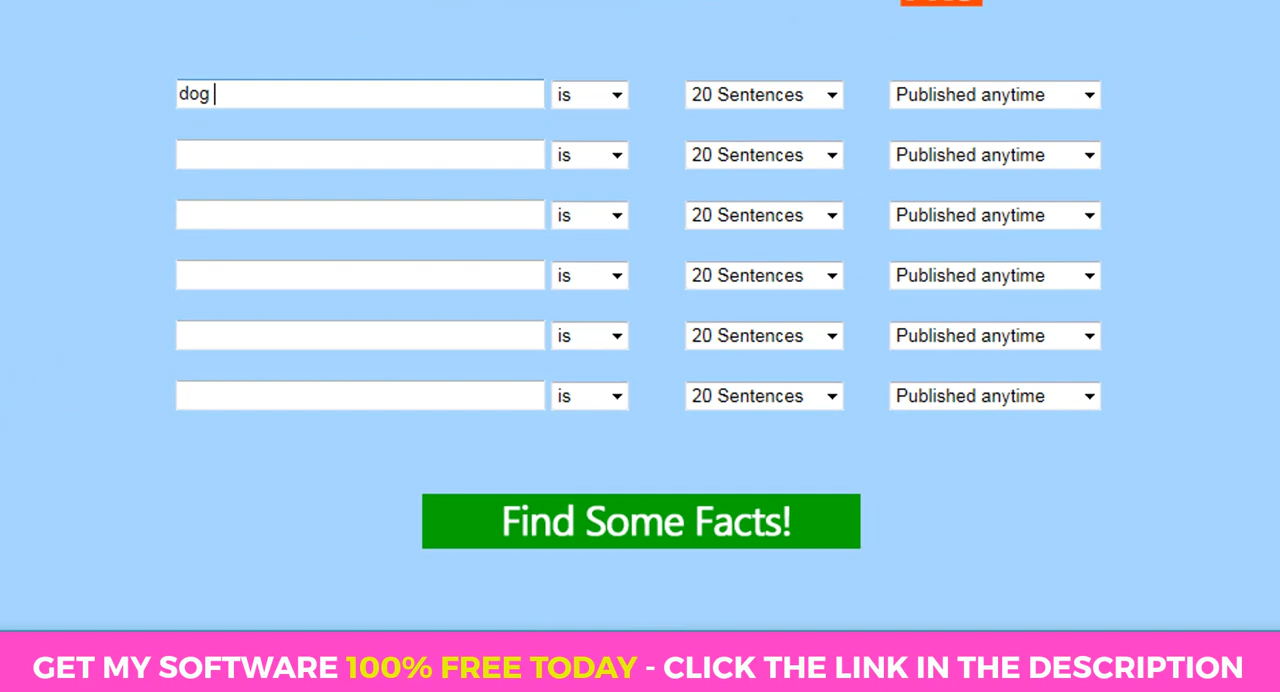 dog is 20 Sentences Published anytime
is 20 Sentences Published anytime
is 20 Sentences Published anytime
is 20 Sentences Published anytime
is 20 Sentences Published anytime
is 20 Sentences Published anytime
Find Some Facts!
GET MY SOFTWARE 100% FREE TODAY - CLICK THE LINK IN THE DESCRIPTION